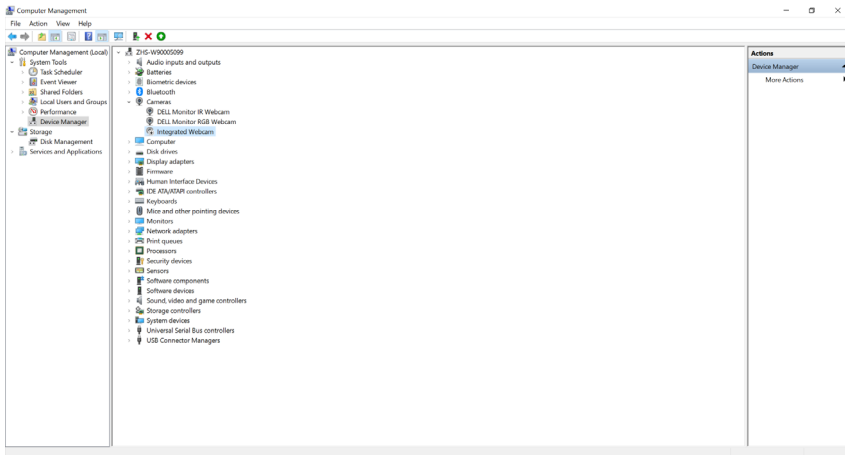 Computer Management
File Action View Help
Computer Management (Local)
System Tools
Task Scheduler
Event Viewer
Shared Folders
Local Users and Groups
Performance
Device Manager
Storage
Disk Management
Services and Applications
ZHS-W90005099
Audio inputs and outputs
Batteries
Biometric devices
Bluetooth
Cameras
DELL Monitor IR Webcam
DELL Monitor RGB Webcam
Integrated Webcam
Computer
Disk drives
Display adapters
Firmware
Human Interface Devices
IDE ATA/ATAPI controllers
Keyboards
Mice and other pointing devices
Monitors
Network adapters
Print queues
Processors
Security devices
Sensors
Software components
Software devices
Sound, video and game controllers
Storage controllers
System devices
Universal Serial Bus controllers
USB Connector Managers
Actions
Device Manager
More Actions